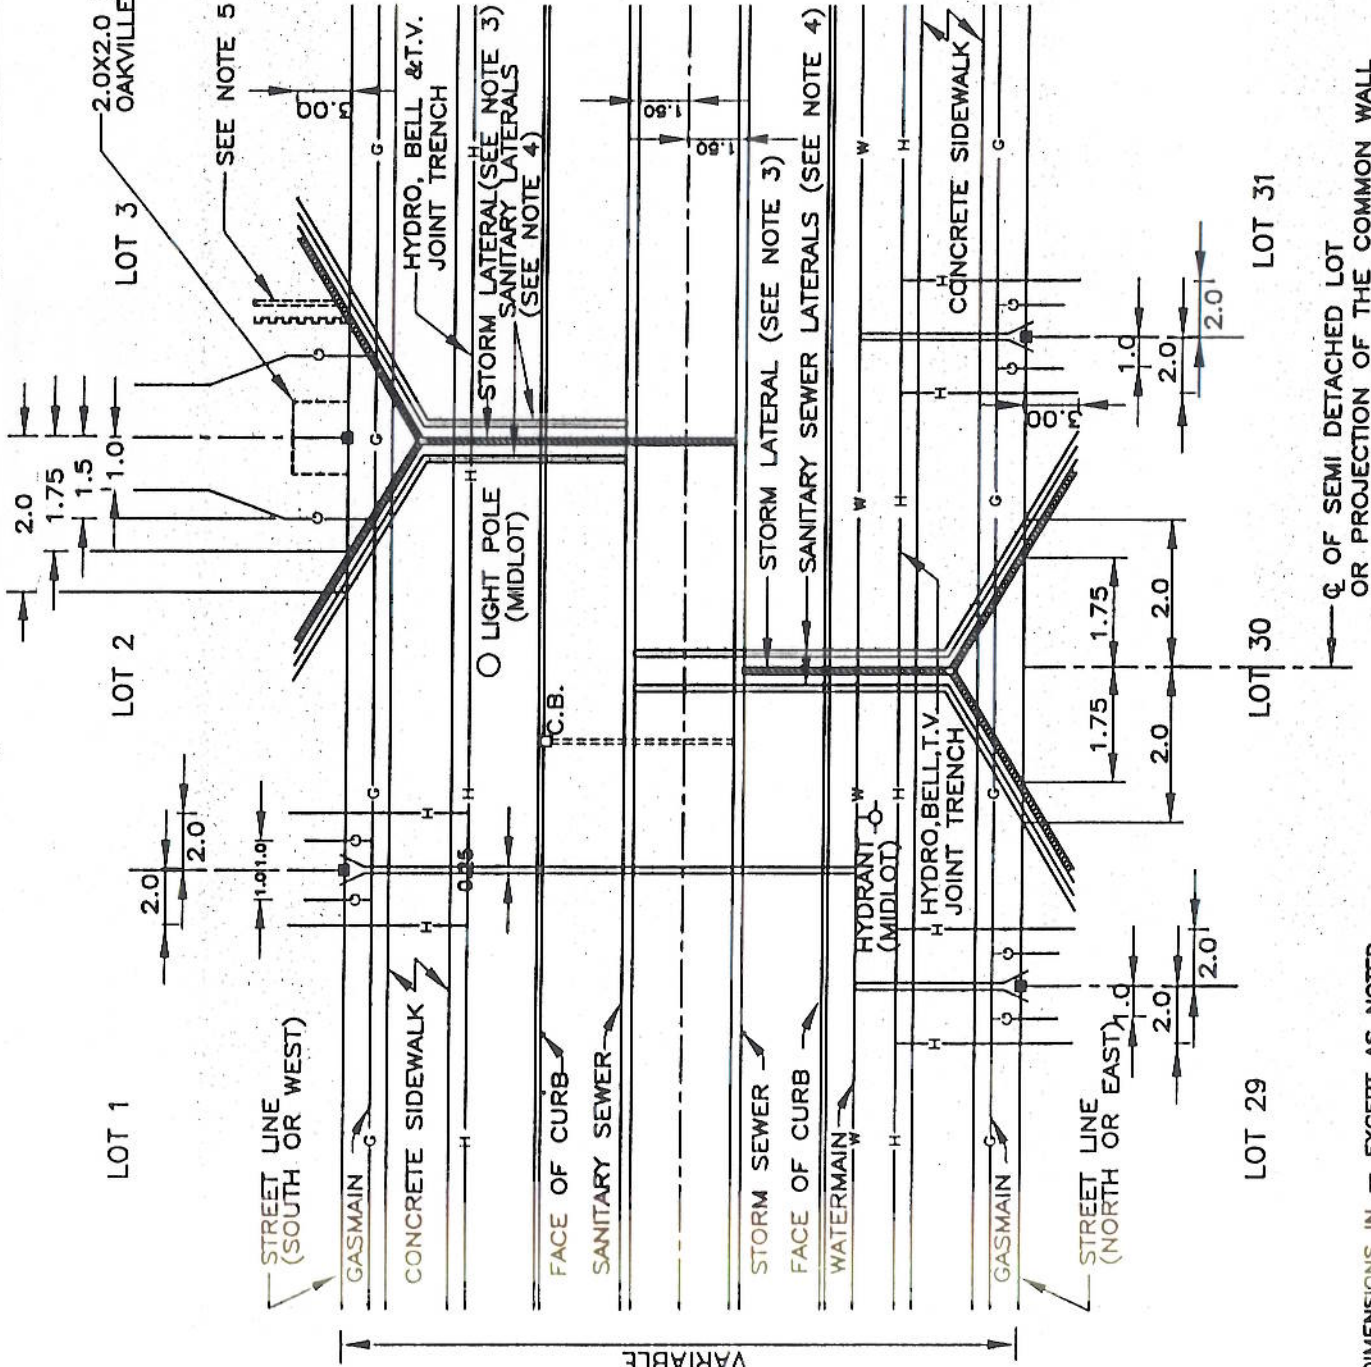 2.0X2.0
OAKVILLE
SEE NOTE 5
LOT 3
LOT 2
LOT 1
2.0
1.75
1.5
1.0
3.00
HYDRO, BELL &T.V.
JOINT TRENCH
STORM LATERAL(SEE NOTE 3)
SANITARY LATERALS
(SEE NOTE 4)
LIGHT POLE
(MIDLOT)
C.B.
2.0
2.0
1.0
1.0
0.25
STREET LINE
(SOUTH OR WEST)
GASMAIN
CONCRETE SIDEWALK
FACE OF CURB
SANITARY SEWER
1.50
1.50
STORM LATERAL (SEE NOTE 3)
SANITARY SEWER LATERALS (SEE NOTE 4)
STORM SEWER
FACE OF CURB
WATERMAIN
HYDRANT
(MIDLOT)
HYDRO,BELL,T.V.
JOINT TRENCH
CONCRETE SIDEWALK
GASMAIN
STREET LINE
(NORTH OR EAST)
G
G
G
G
H
H
H
H
H
H
W
W
W
W
H
H
H
H
H
H
H
H
G
G
G
G
3.00
1.0
2.0
2.0
1.75
1.75
2.0
2.0
1.0
2.0
2.0
LOT 29
LOT 30
LOT 31
VARIABLE
℄ OF SEMI DETACHED LOT
OR PROJECTION OF THE COMMON WALL
DIMENSIONS IN EXCEPT AS NOTED